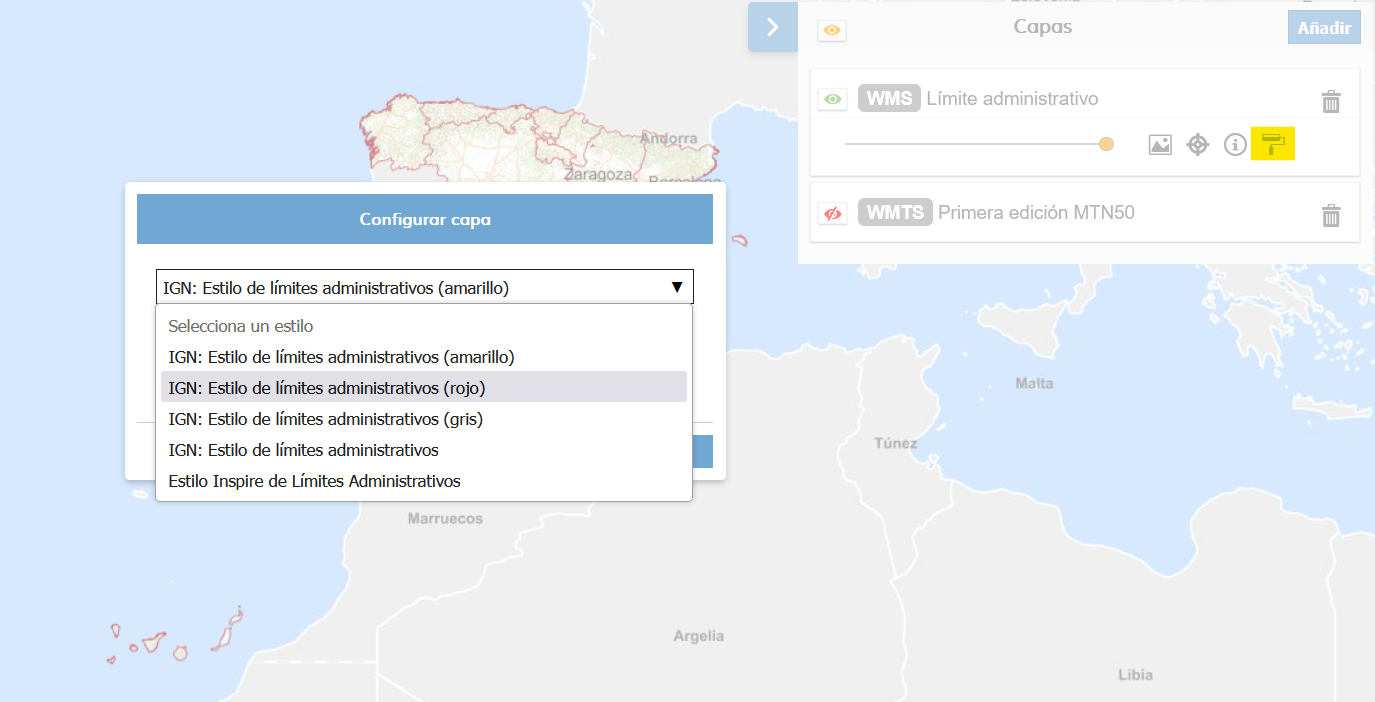 Capas
Añadir
WMS Límite administrativo
WMTS Primera edición MTN50
Andorra
Zaragoza
Configurar capa
IGN: Estilo de límites administrativos (amarillo)
Selecciona un estilo
IGN: Estilo de límites administrativos (amarillo)
IGN: Estilo de límites administrativos (rojo)
IGN: Estilo de límites administrativos (gris)
IGN: Estilo de límites administrativos
Estilo Inspire de Límites Administrativos
Malta
Túnez
Marruecos
Argelia
Libia